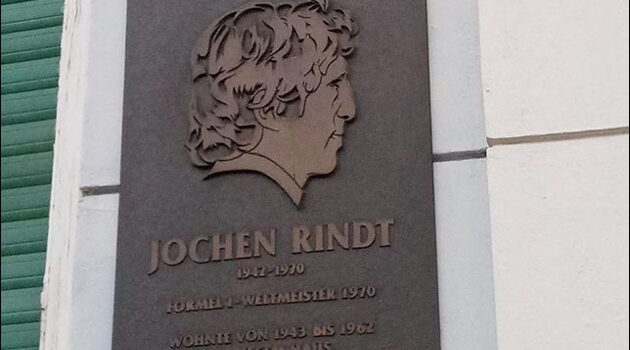 JOCHEN RINDT
1942-1970
FORMEL 1-WELTMEISTER 1970
WOHNTE VON 1943 BIS 1962